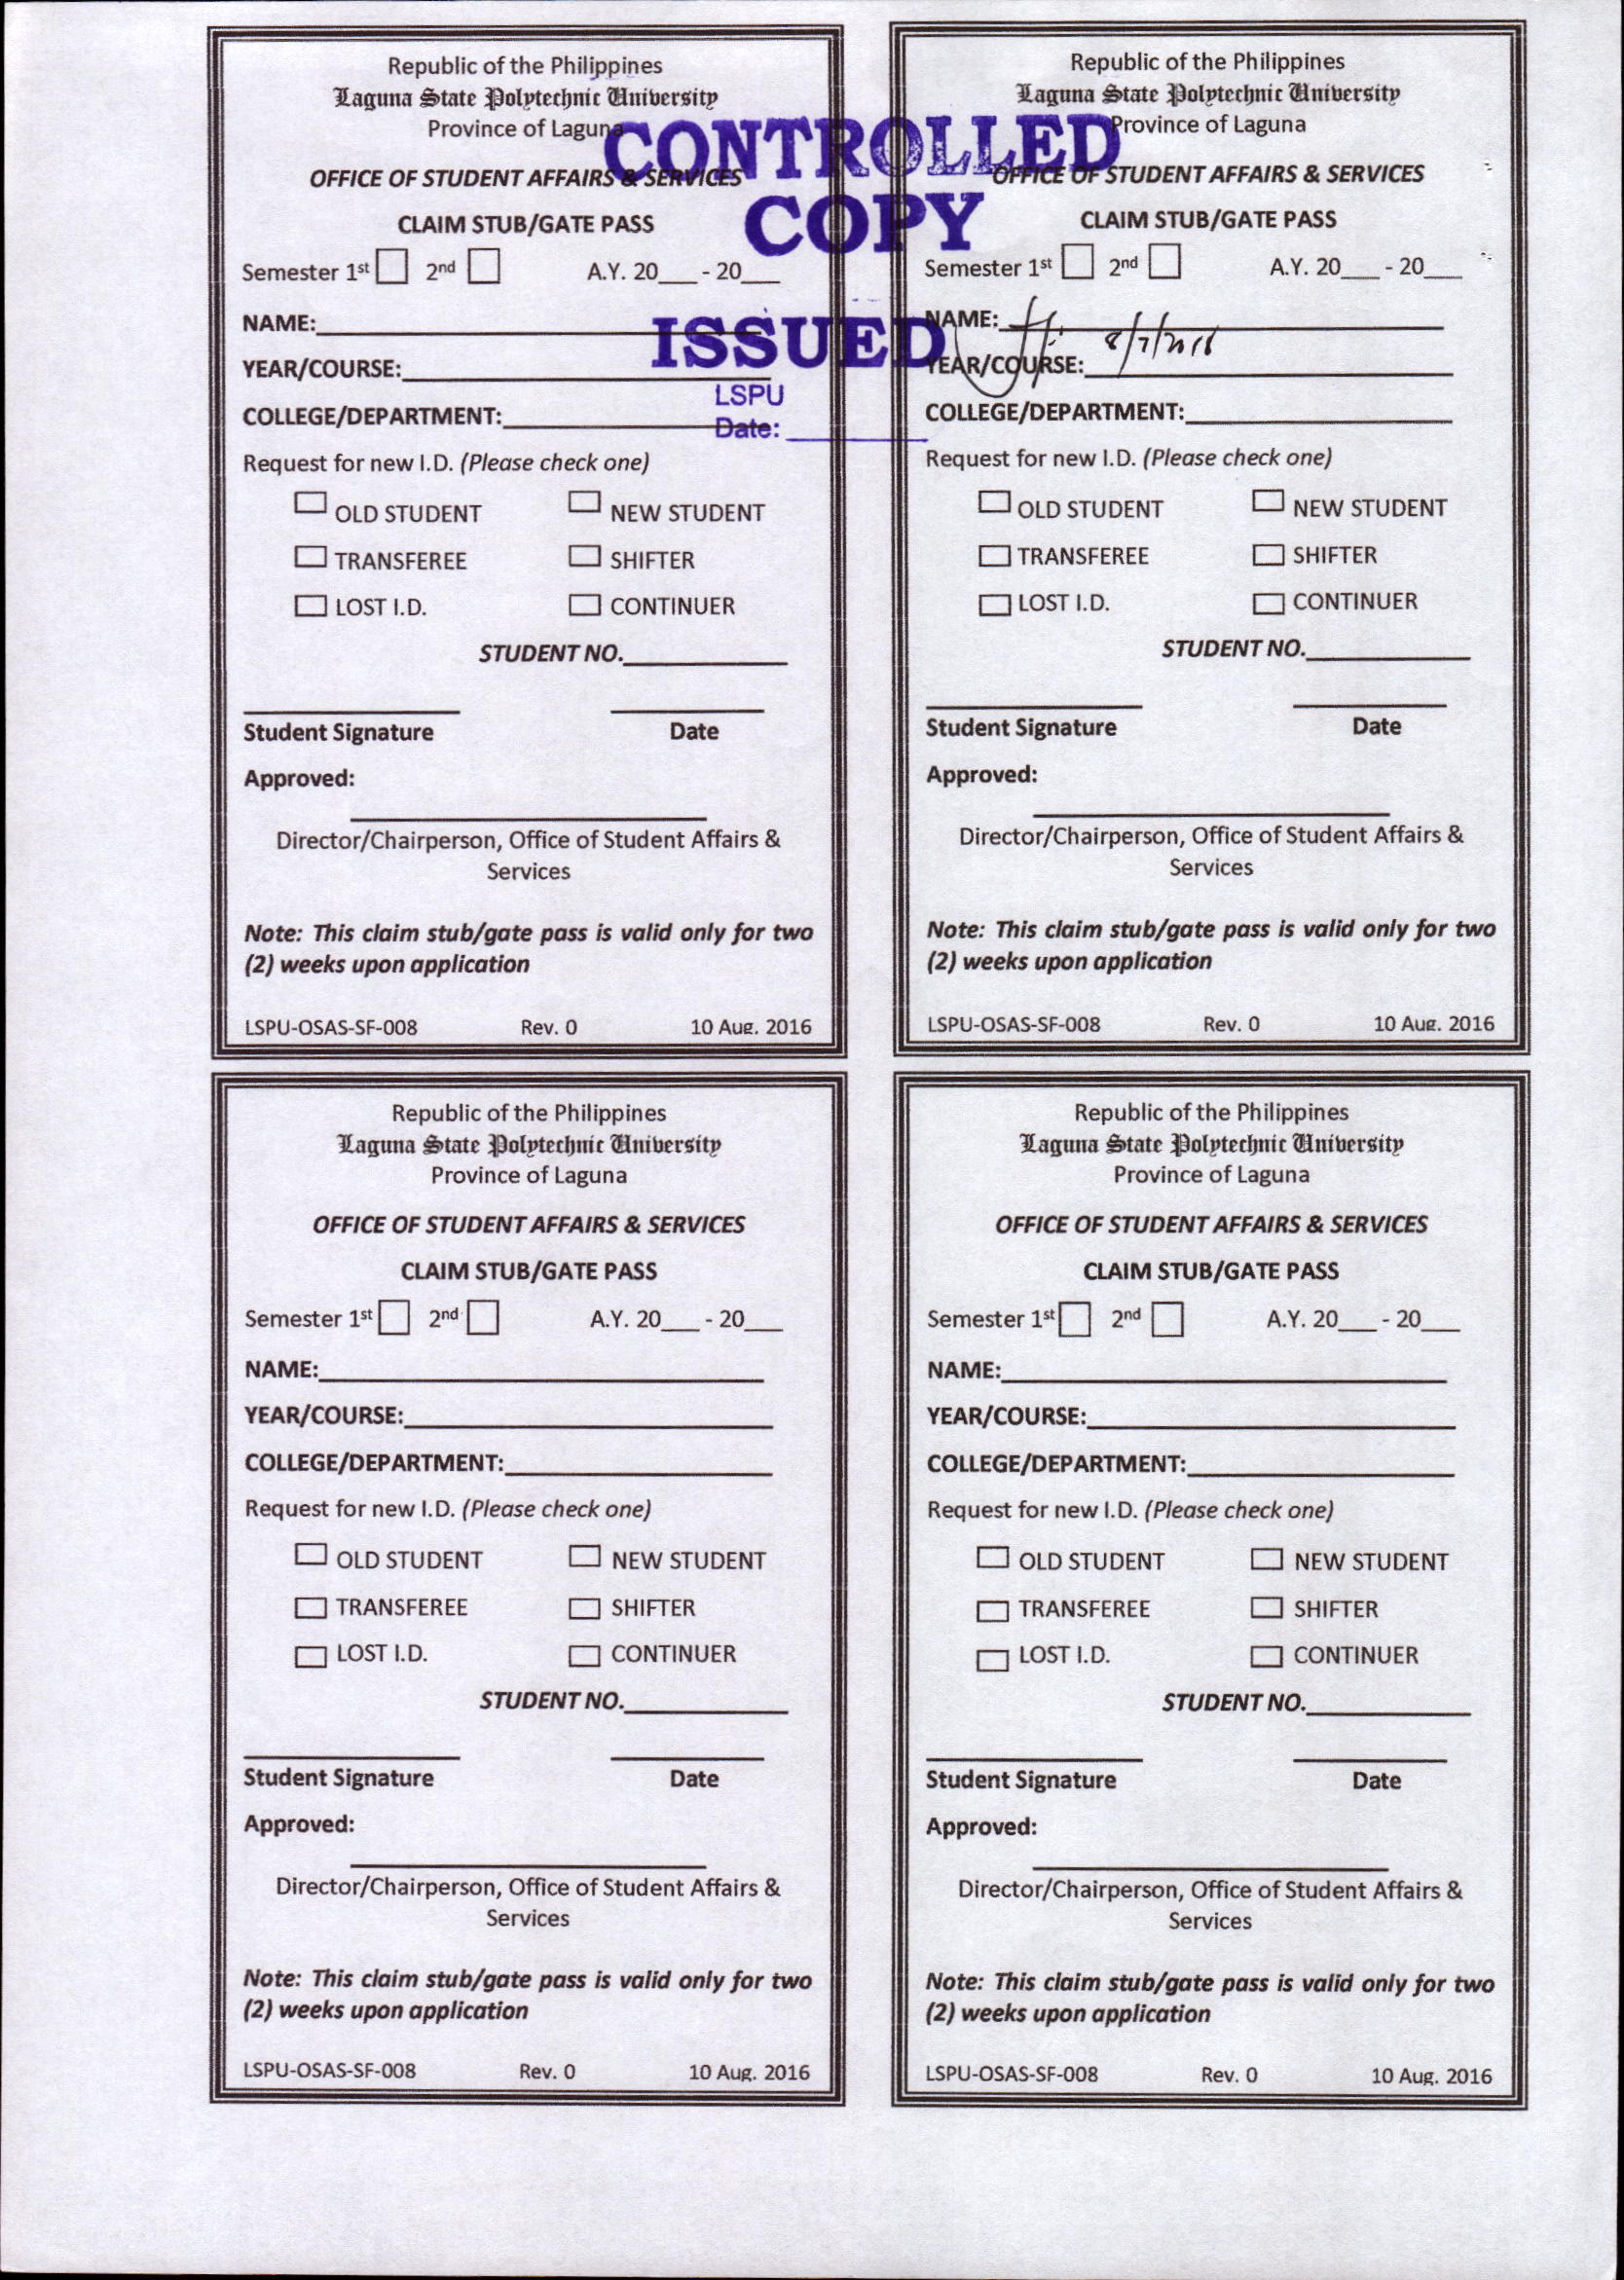 Republic of the Philippines
Laguna State Polytechnic University
Province of Laguna
OFFICE OF STUDENT AFFAIRS & SERVICES
CLAIM STUB/GATE PASS
Semester 1st 2nd A.Y. 20___ - 20___
NAME:
YEAR/COURSE:
COLLEGE/DEPARTMENT:
Request for new I.D. (Please check one)
OLD STUDENT NEW STUDENT
TRANSFEREE SHIFTER
LOST I.D. CONTINUER
STUDENT NO.
Student Signature Date
Approved:
Director/Chairperson, Office of Student Affairs &
Services
Note: This claim stub/gate pass is valid only for two
(2) weeks upon application
LSPU-OSAS-SF-008 Rev. 0 10 Aug. 2016
CONTROLLED
COPY
ISSUED
LSPU
Date:
Republic of the Philippines
Laguna State Polytechnic University
Province of Laguna
OFFICE OF STUDENT AFFAIRS & SERVICES
CLAIM STUB/GATE PASS
Semester 1st 2nd A.Y. 20___ - 20___
NAME:
YEAR/COURSE:
COLLEGE/DEPARTMENT:
Request for new I.D. (Please check one)
OLD STUDENT NEW STUDENT
TRANSFEREE SHIFTER
LOST I.D. CONTINUER
STUDENT NO.
Student Signature Date
Approved:
Director/Chairperson, Office of Student Affairs &
Services
Note: This claim stub/gate pass is valid only for two
(2) weeks upon application
LSPU-OSAS-SF-008 Rev. 0 10 Aug. 2016
Republic of the Philippines
Laguna State Polytechnic University
Province of Laguna
OFFICE OF STUDENT AFFAIRS & SERVICES
CLAIM STUB/GATE PASS
Semester 1st 2nd A.Y. 20___ - 20___
NAME:
YEAR/COURSE:
COLLEGE/DEPARTMENT:
Request for new I.D. (Please check one)
OLD STUDENT NEW STUDENT
TRANSFEREE SHIFTER
LOST I.D. CONTINUER
STUDENT NO.
Student Signature Date
Approved:
Director/Chairperson, Office of Student Affairs &
Services
Note: This claim stub/gate pass is valid only for two
(2) weeks upon application
LSPU-OSAS-SF-008 Rev. 0 10 Aug. 2016
Republic of the Philippines
Laguna State Polytechnic University
Province of Laguna
OFFICE OF STUDENT AFFAIRS & SERVICES
CLAIM STUB/GATE PASS
Semester 1st 2nd A.Y. 20___ - 20___
NAME:
YEAR/COURSE:
COLLEGE/DEPARTMENT:
Request for new I.D. (Please check one)
OLD STUDENT NEW STUDENT
TRANSFEREE SHIFTER
LOST I.D. CONTINUER
STUDENT NO.
Student Signature Date
Approved:
Director/Chairperson, Office of Student Affairs &
Services
Note: This claim stub/gate pass is valid only for two
(2) weeks upon application
LSPU-OSAS-SF-008 Rev. 0 10 Aug. 2016